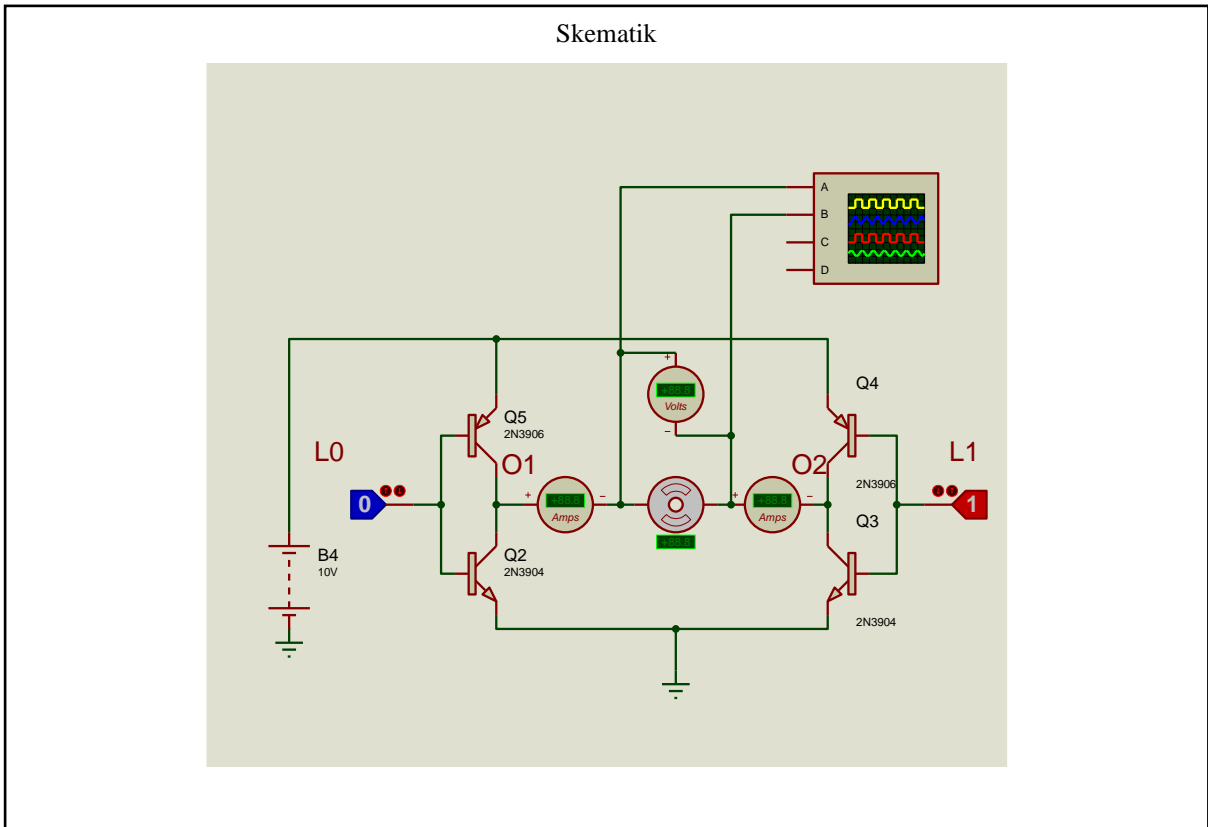 Skematik
A
B
C
D
+
+88.8
Volts
−
Q4
Q5
2N3906
L0
O1
O2
L1
2N3906
0
+
+88.8
Amps
−
+
+88.8
Amps
−
1
Q3
+88.8
B4
10V
Q2
2N3904
2N3904